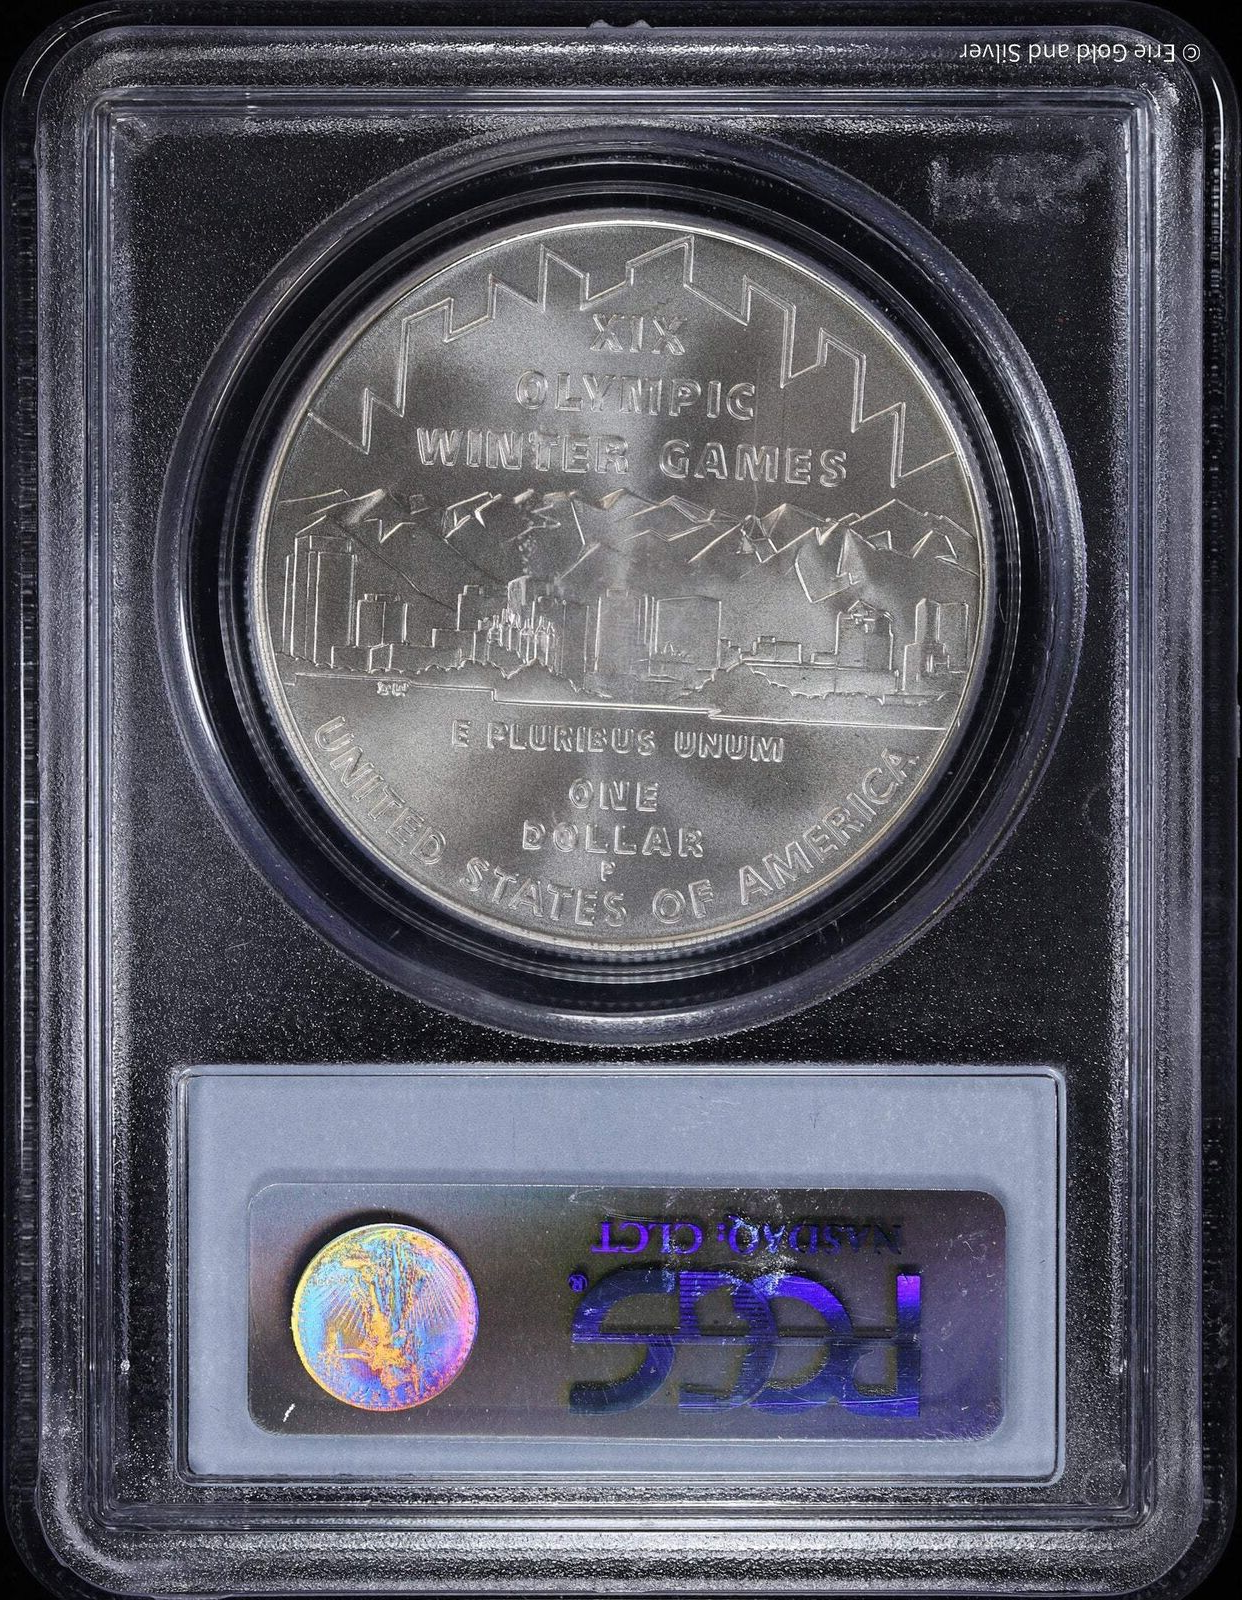 © Erie Gold and Silver
XIX
OLYMPIC
WINTER GAMES
E PLURIBUS UNUM
ONE
DOLLAR
P
UNITED STATES OF AMERICA
NASDAQ: CLCT
PCGS®